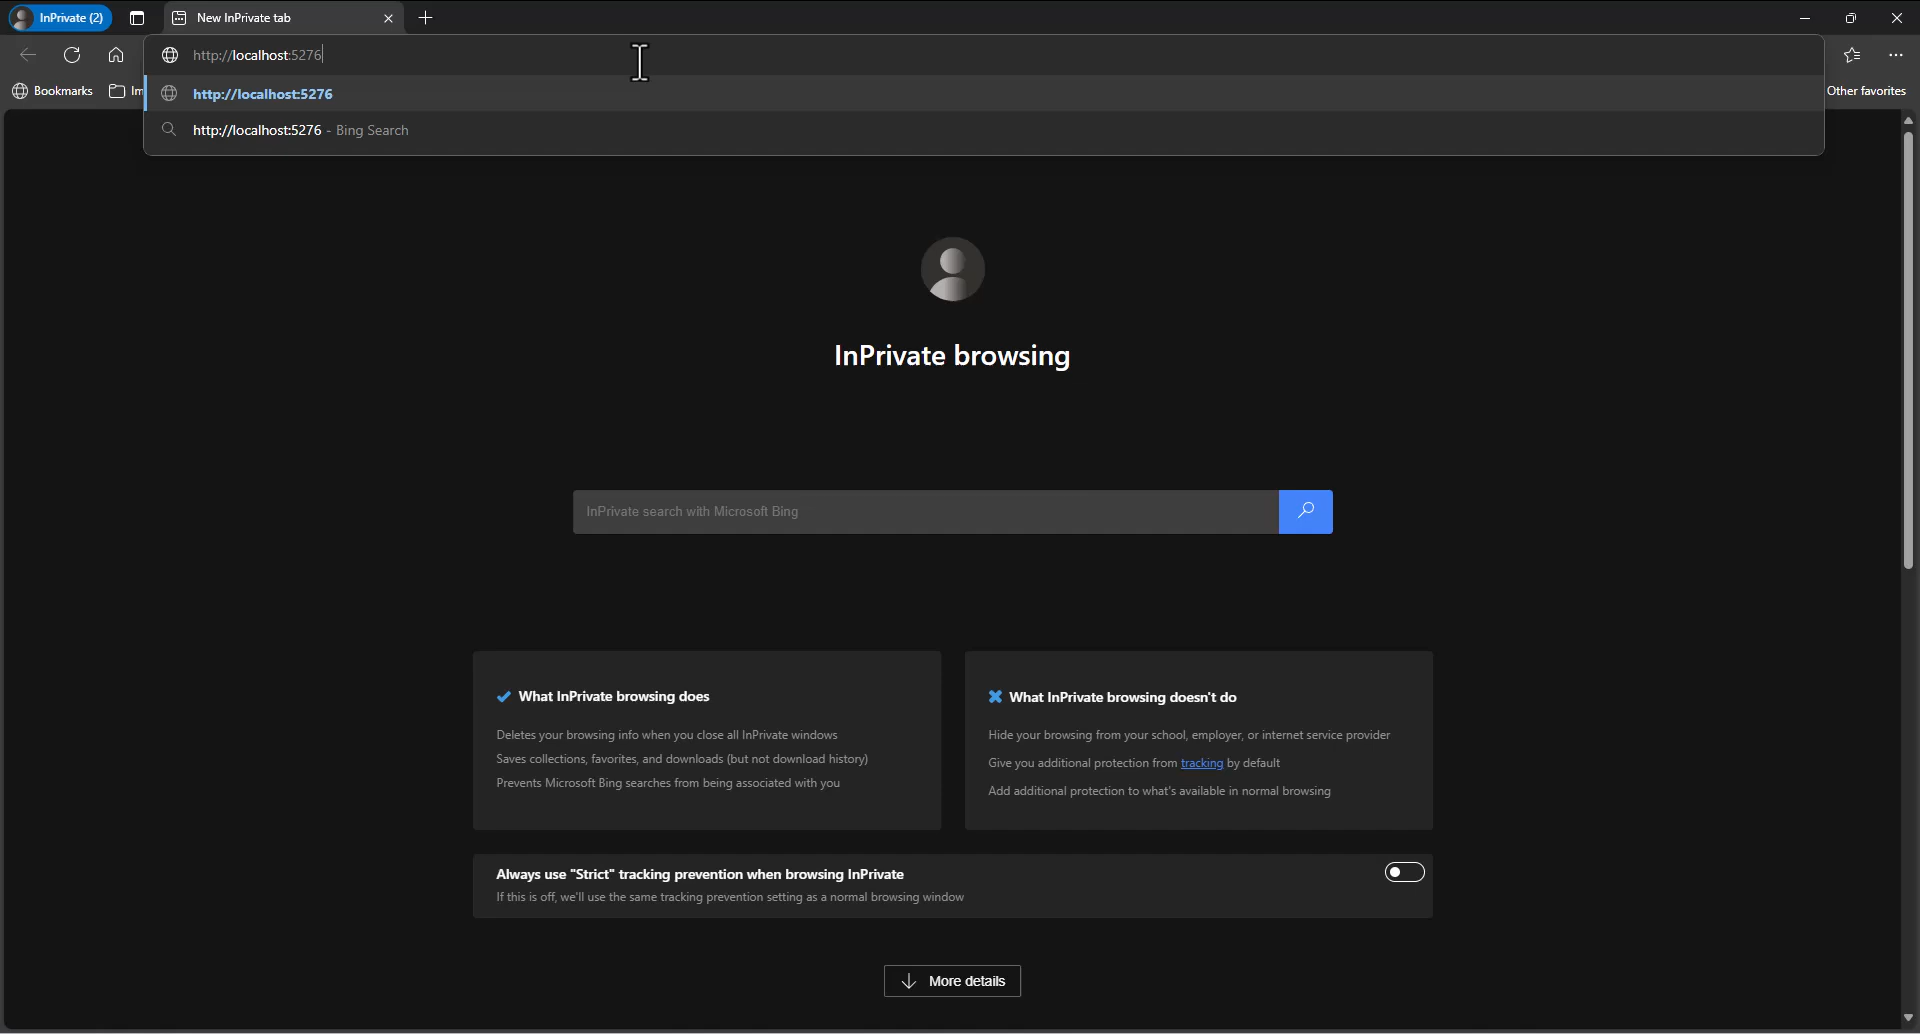 InPrivate (2)
New InPrivate tab
http://localhost:5276
Bookmarks
Im
Other favorites
http://localhost:5276
http://localhost:5276 - Bing Search
InPrivate browsing
InPrivate search with Microsoft Bing
What InPrivate browsing does
Deletes your browsing info when you close all InPrivate windows
Saves collections, favorites, and downloads (but not download history)
Prevents Microsoft Bing searches from being associated with you
What InPrivate browsing doesn't do
Hide your browsing from your school, employer, or internet service provider
Give you additional protection from tracking by default
Add additional protection to what's available in normal browsing
Always use "Strict" tracking prevention when browsing InPrivate
If this is off, we'll use the same tracking prevention setting as a normal browsing window
More details